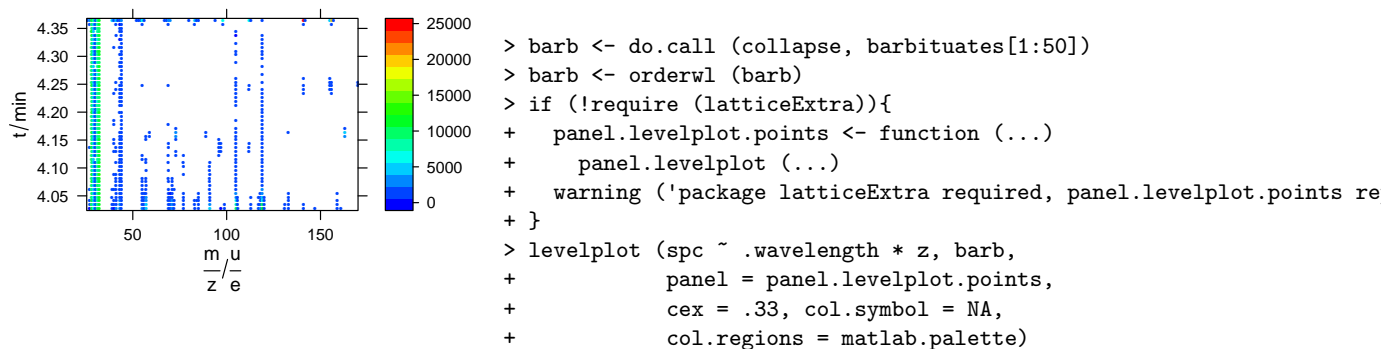 4.35
4.30
4.25
4.20
4.15
4.10
4.05
t/min
50
100
150
m/z / u/e
25000
20000
15000
10000
5000
0
> barb <- do.call (collapse, barbituates[1:50])
> barb <- orderwl (barb)
> if (!require (latticeExtra)){
+   panel.levelplot.points <- function (...)
+     panel.levelplot (...)
+   warning ('package latticeExtra required, panel.levelplot.points re
+ }
> levelplot (spc ~ .wavelength * z, barb,
+            panel = panel.levelplot.points,
+            cex = .33, col.symbol = NA,
+            col.regions = matlab.palette)